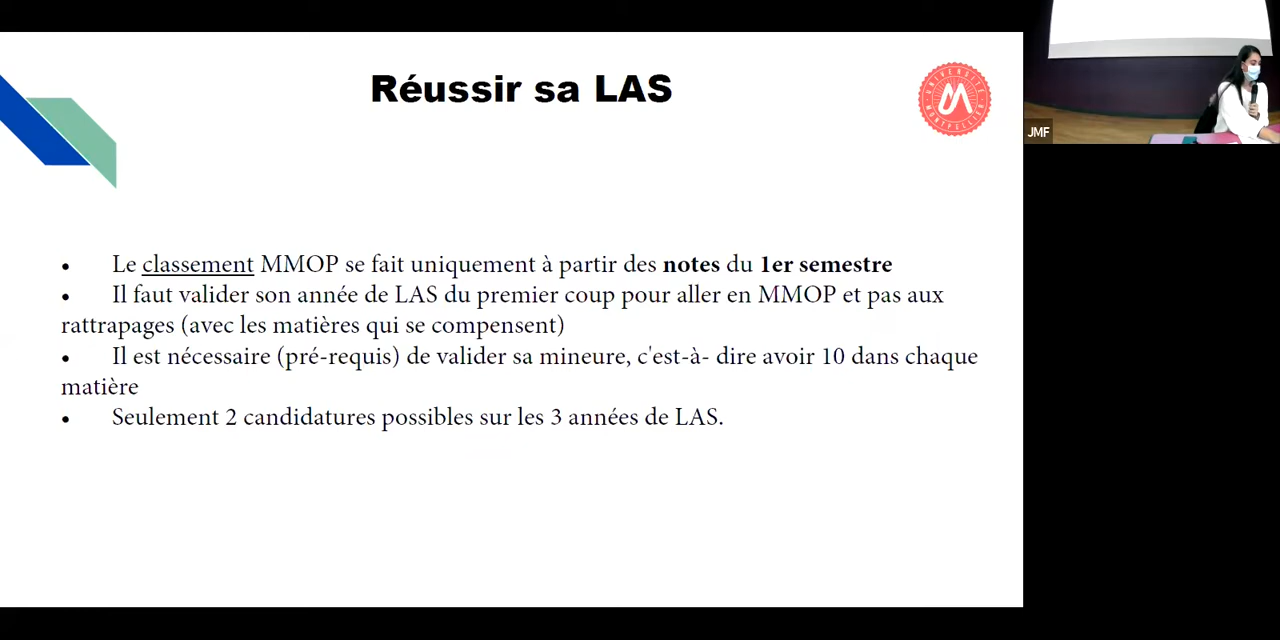 Réussir sa LAS
UNIVERSITÉ
MONTPELLIER
JMF
• Le classement MMOP se fait uniquement à partir des notes du 1er semestre
• Il faut valider son année de LAS du premier coup pour aller en MMOP et pas aux
rattrapages (avec les matières qui se compensent)
• Il est nécessaire (pré-requis) de valider sa mineure, c'est-à- dire avoir 10 dans chaque
matière
• Seulement 2 candidatures possibles sur les 3 années de LAS.